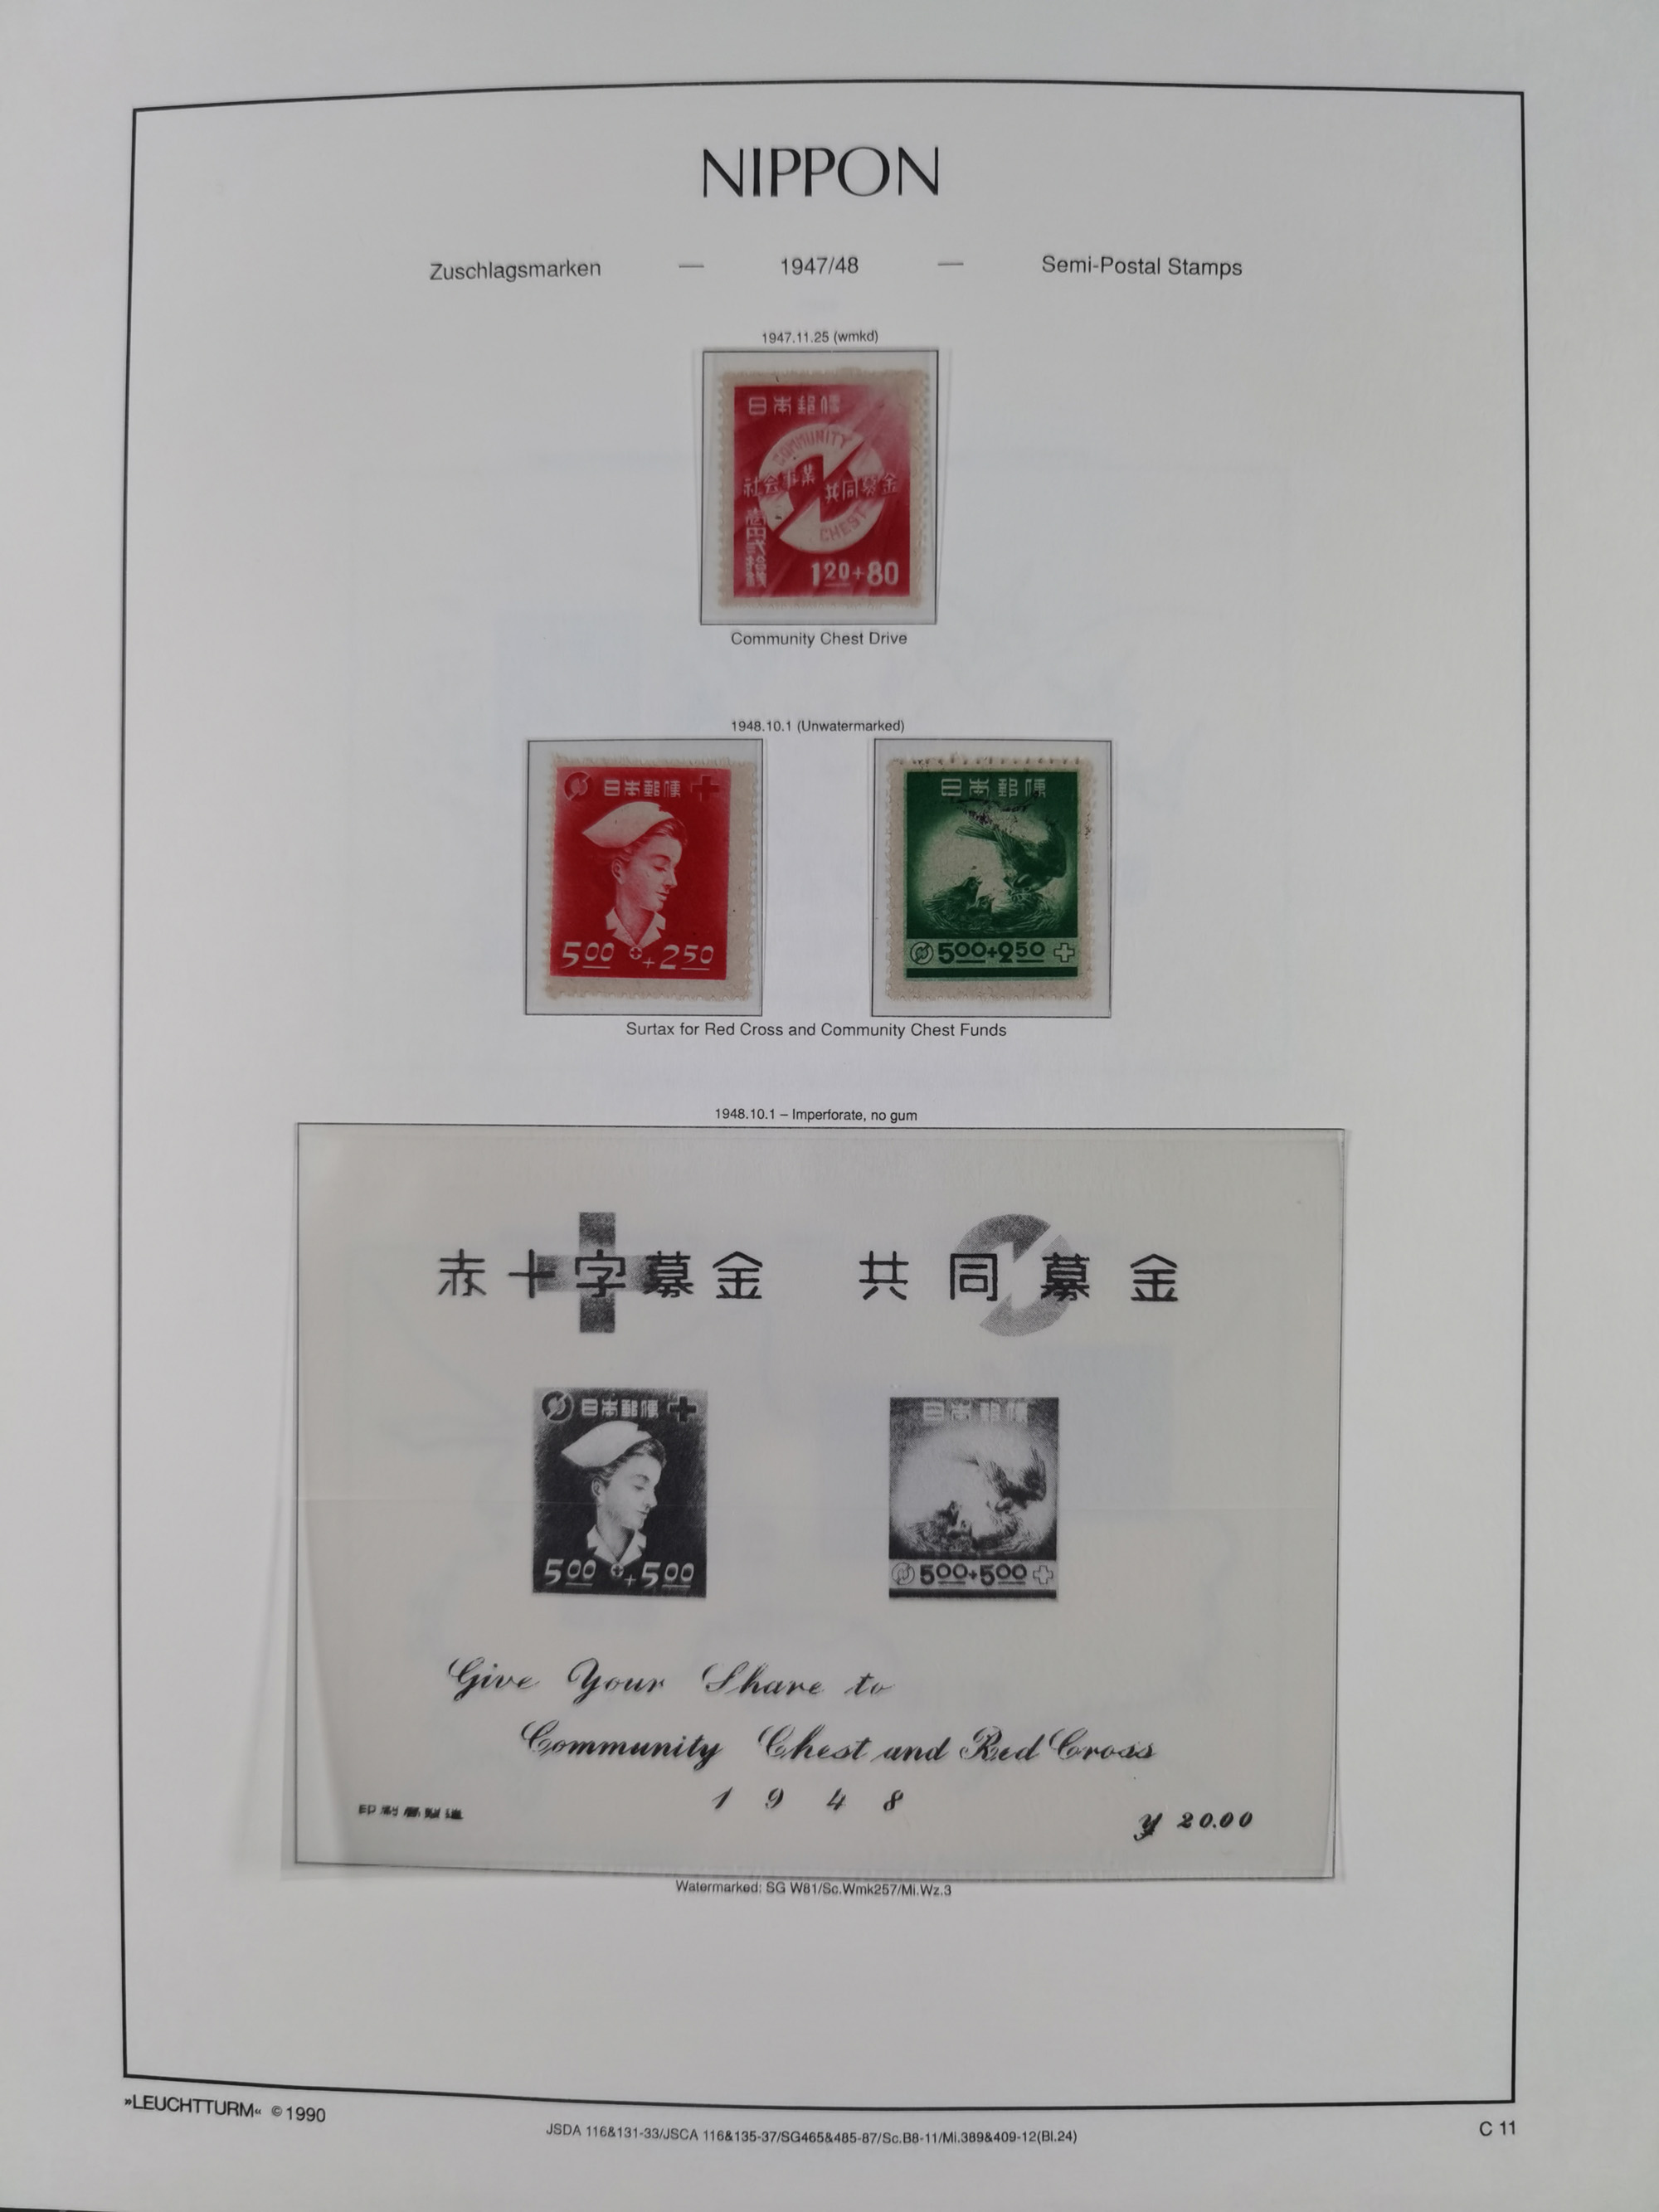 NIPPON
Zuschlagsmarken — 1947/48 — Semi-Postal Stamps
1947.11.25 (wmkd)
日本郵便
COMMUNITY
社会事業 共同募金
CHEST
1.20+80
Community Chest Drive
1948.10.1 (Unwatermarked)
日本郵便
5.00 + 2.50
日本郵便
5.00+2.50
Surtax for Red Cross and Community Chest Funds
1948.10.1 – Imperforate, no gum
赤十字募金 共同募金
日本郵便
5.00 + 5.00
日本郵便
5.00+5.00
Give Your Share to
Community Chest and Red Cross
1948
¥ 20.00
Watermarked: SG W81/Sc.Wmk257/Mi.Wz.3
»LEUCHTTURM« © 1990
JSDA 116&131-33/JSCA 116&135-37/SG465&485-87/Sc.B8-11/Mi.389&409-12(Bl.24)
C 11